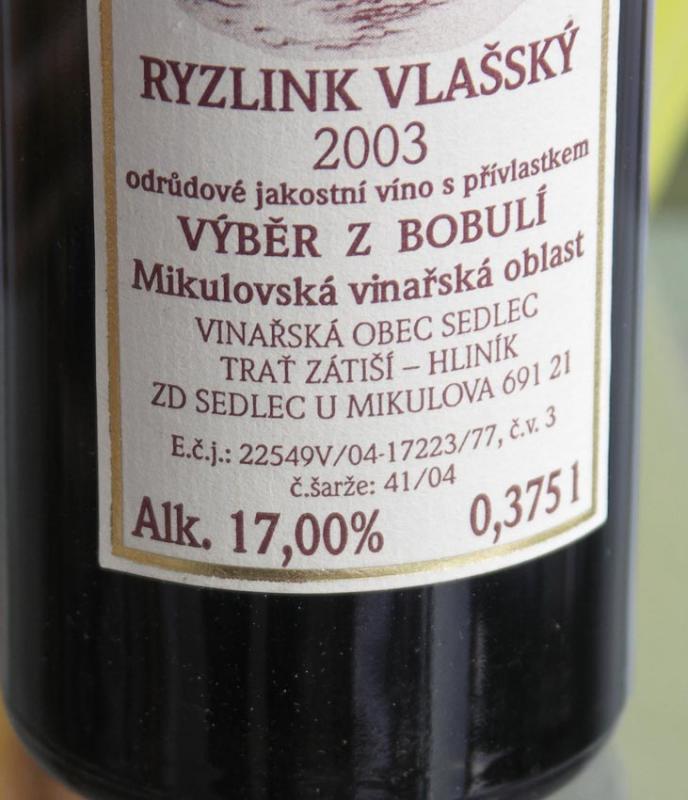 RYZLINK VLAŠSKÝ
2003
odrůdové jakostní víno s přívlastkem
VÝBĚR Z BOBULÍ
Mikulovská vinařská oblast
VINAŘSKÁ OBEC SEDLEC
TRAŤ ZÁTIŠÍ – HLINÍK
ZD SEDLEC U MIKULOVA 691 21
E.č.j.: 22549V/04-17223/77, č.v. 3
č.šarže: 41/04
Alk. 17,00% 0,375 l